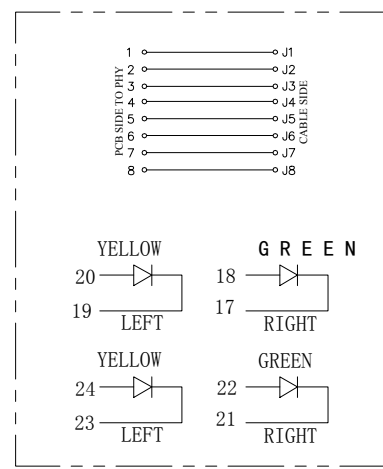 1 J1
2 J2
3 J3
4 J4
5 J5
6 J6
7 J7
8 J8
PCB SIDE TO PHY
CABLE SIDE
YELLOW GREEN
20 18
19 17
LEFT RIGHT
YELLOW GREEN
24 22
23 21
LEFT RIGHT